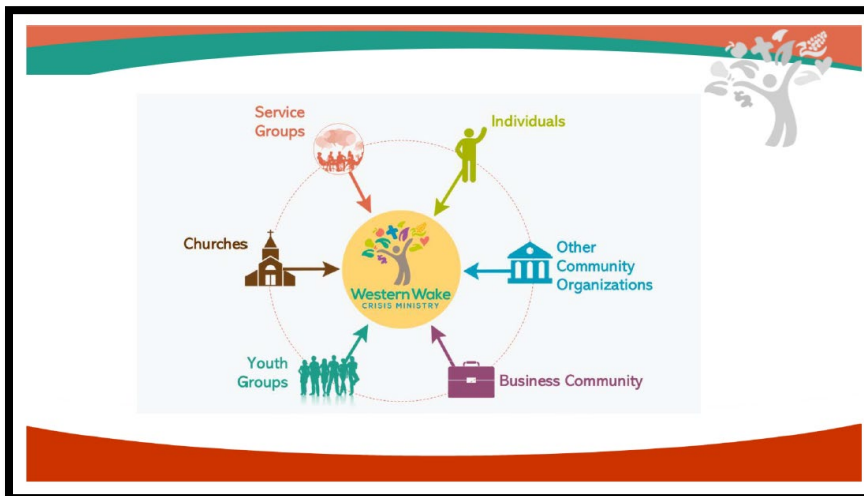 Service
Groups
Individuals
Churches
Other
Community
Organizations
Western Wake
CRISIS MINISTRY
Youth
Groups
Business Community